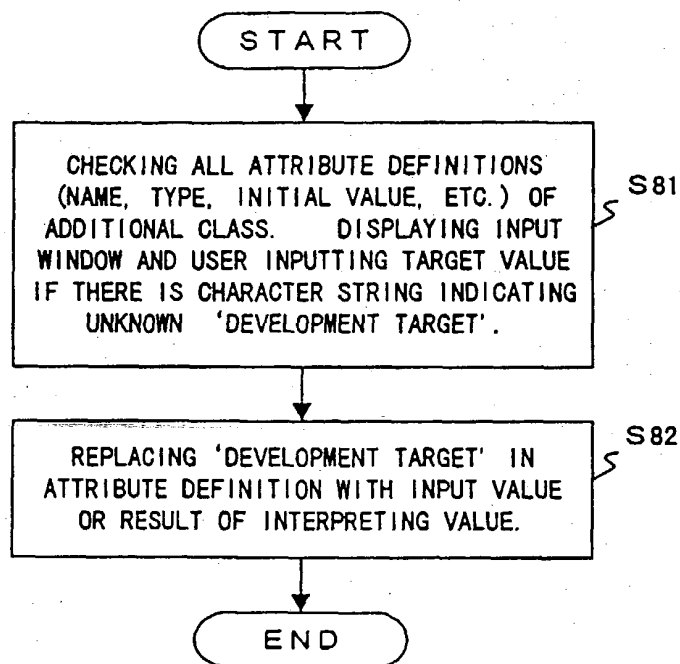 START
CHECKING ALL ATTRIBUTE DEFINITIONS
(NAME, TYPE, INITIAL VALUE, ETC.) OF
ADDITIONAL CLASS. DISPLAYING INPUT
WINDOW AND USER INPUTTING TARGET VALUE
IF THERE IS CHARACTER STRING INDICATING
UNKNOWN 'DEVELOPMENT TARGET'.
S81
REPLACING 'DEVELOPMENT TARGET' IN
ATTRIBUTE DEFINITION WITH INPUT VALUE
OR RESULT OF INTERPRETING VALUE.
S82
END